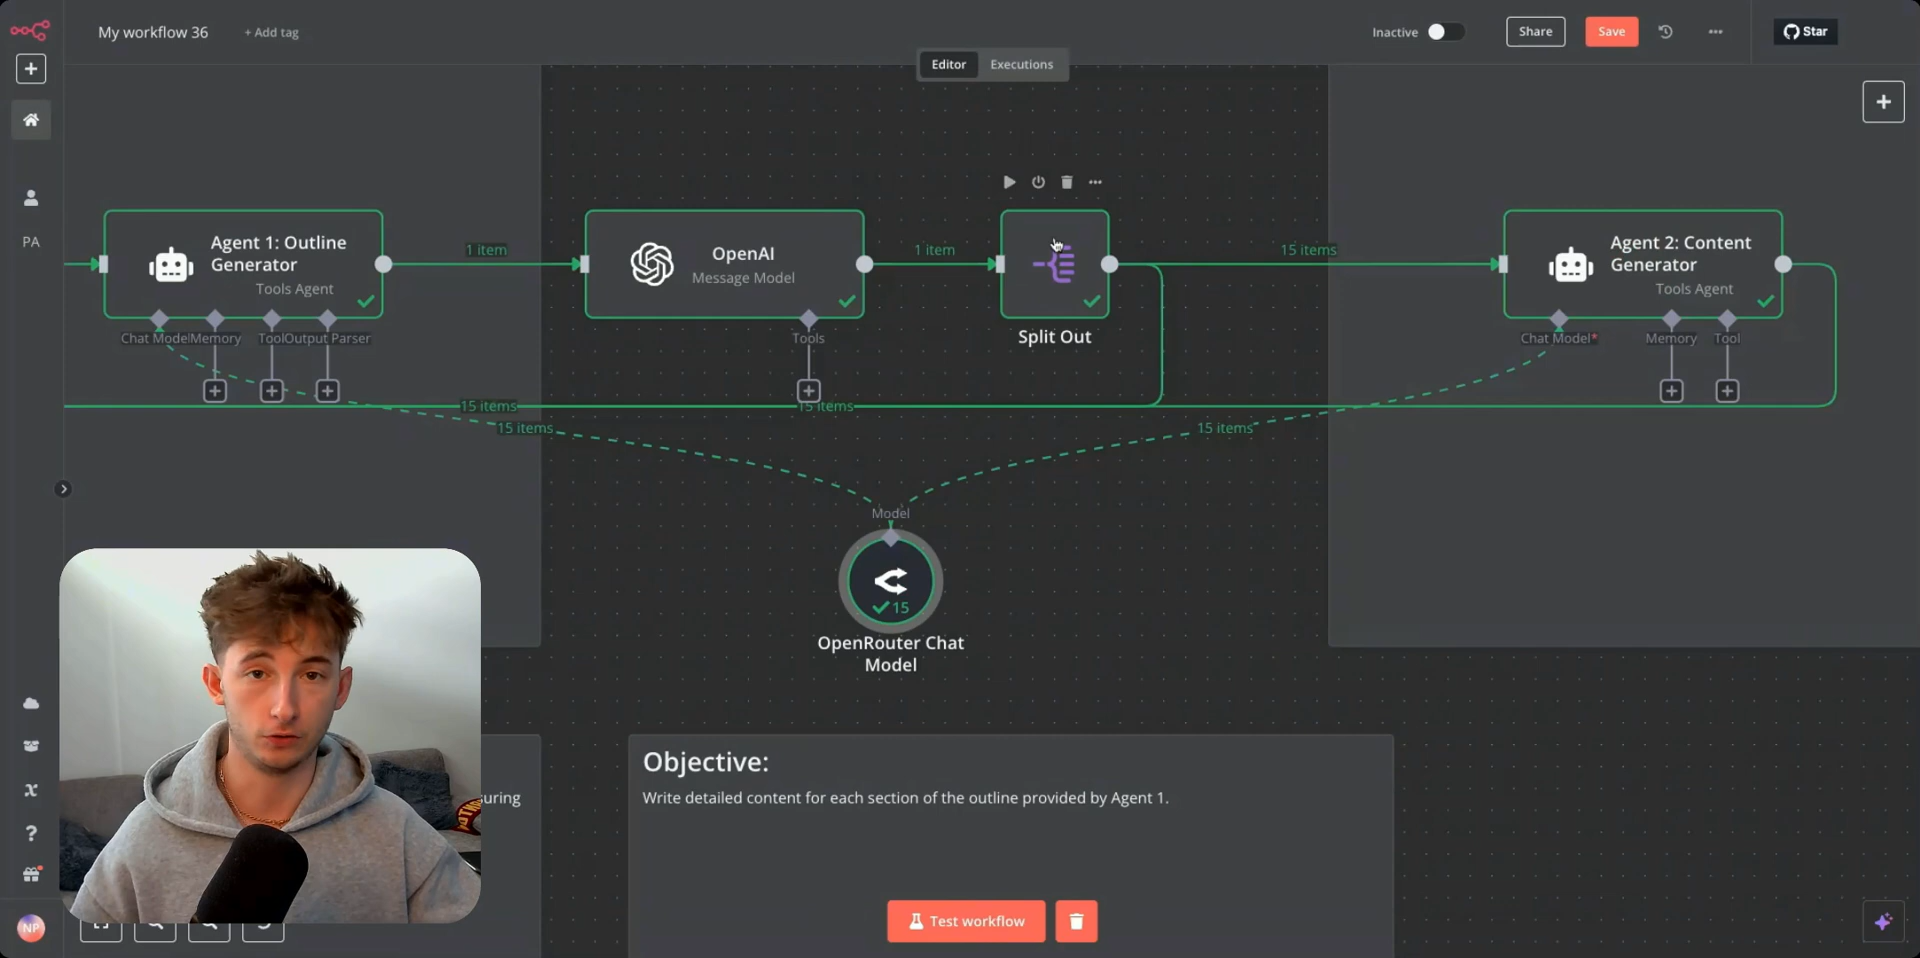 My workflow 36
+ Add tag
Inactive
Share
Save
Star
Editor
Executions
PA
Agent 1: Outline
Generator
Tools Agent
1 item
OpenAI
Message Model
1 item
Split Out
15 items
Agent 2: Content
Generator
Tools Agent
Chat Model
Memory
Tool
Output Parser
Tools
Chat Model*
Memory
Tool
15 items
15 items
15 items
15 items
Model
15
OpenRouter Chat
Model
Objective:
Write detailed content for each section of the outline provided by Agent 1.
uring
Test workflow
NP